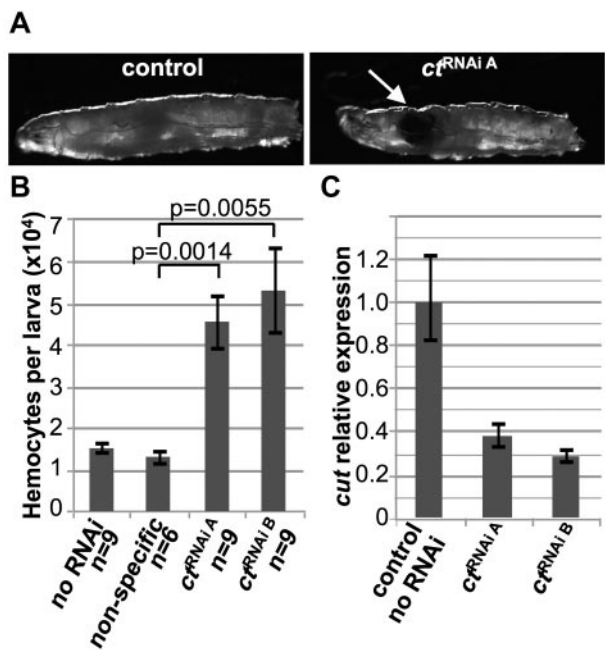 A
control
ct^RNAi A
B
Hemocytes per larva (x10⁴)
7
6
5
4
3
2
1
0
p=0.0055
p=0.0014
no RNAi
n=9
non-specific
n=6
ct^RNAi A
n=9
ct^RNAi B
n=9
C
cut relative expression
1.2
1.0
0.8
0.6
0.4
0.2
0
control
no RNAi
ct^RNAi A
ct^RNAi B